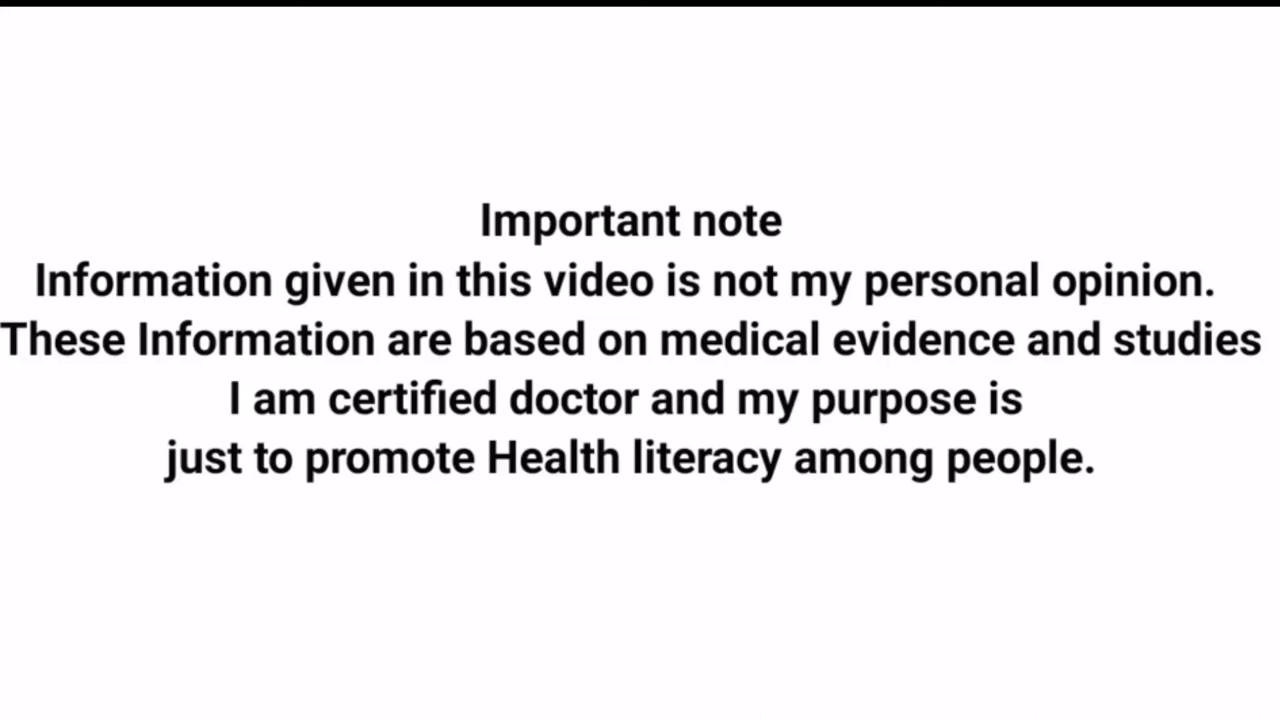 Important note
Information given in this video is not my personal opinion.
These Information are based on medical evidence and studies
I am certified doctor and my purpose is
just to promote Health literacy among people.